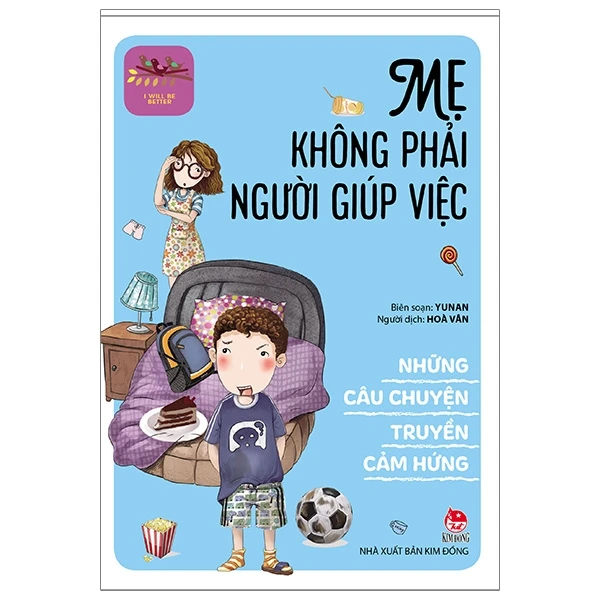 I WILL BE
BETTER
MẸ
KHÔNG PHẢI
NGƯỜI GIÚP VIỆC
Biên soạn: YUNAN
Người dịch: HOÀ VÂN
NHỮNG
CÂU CHUYỆN
TRUYỀN
CẢM HỨNG
KIM ĐỒNG
NHÀ XUẤT BẢN KIM ĐỒNG